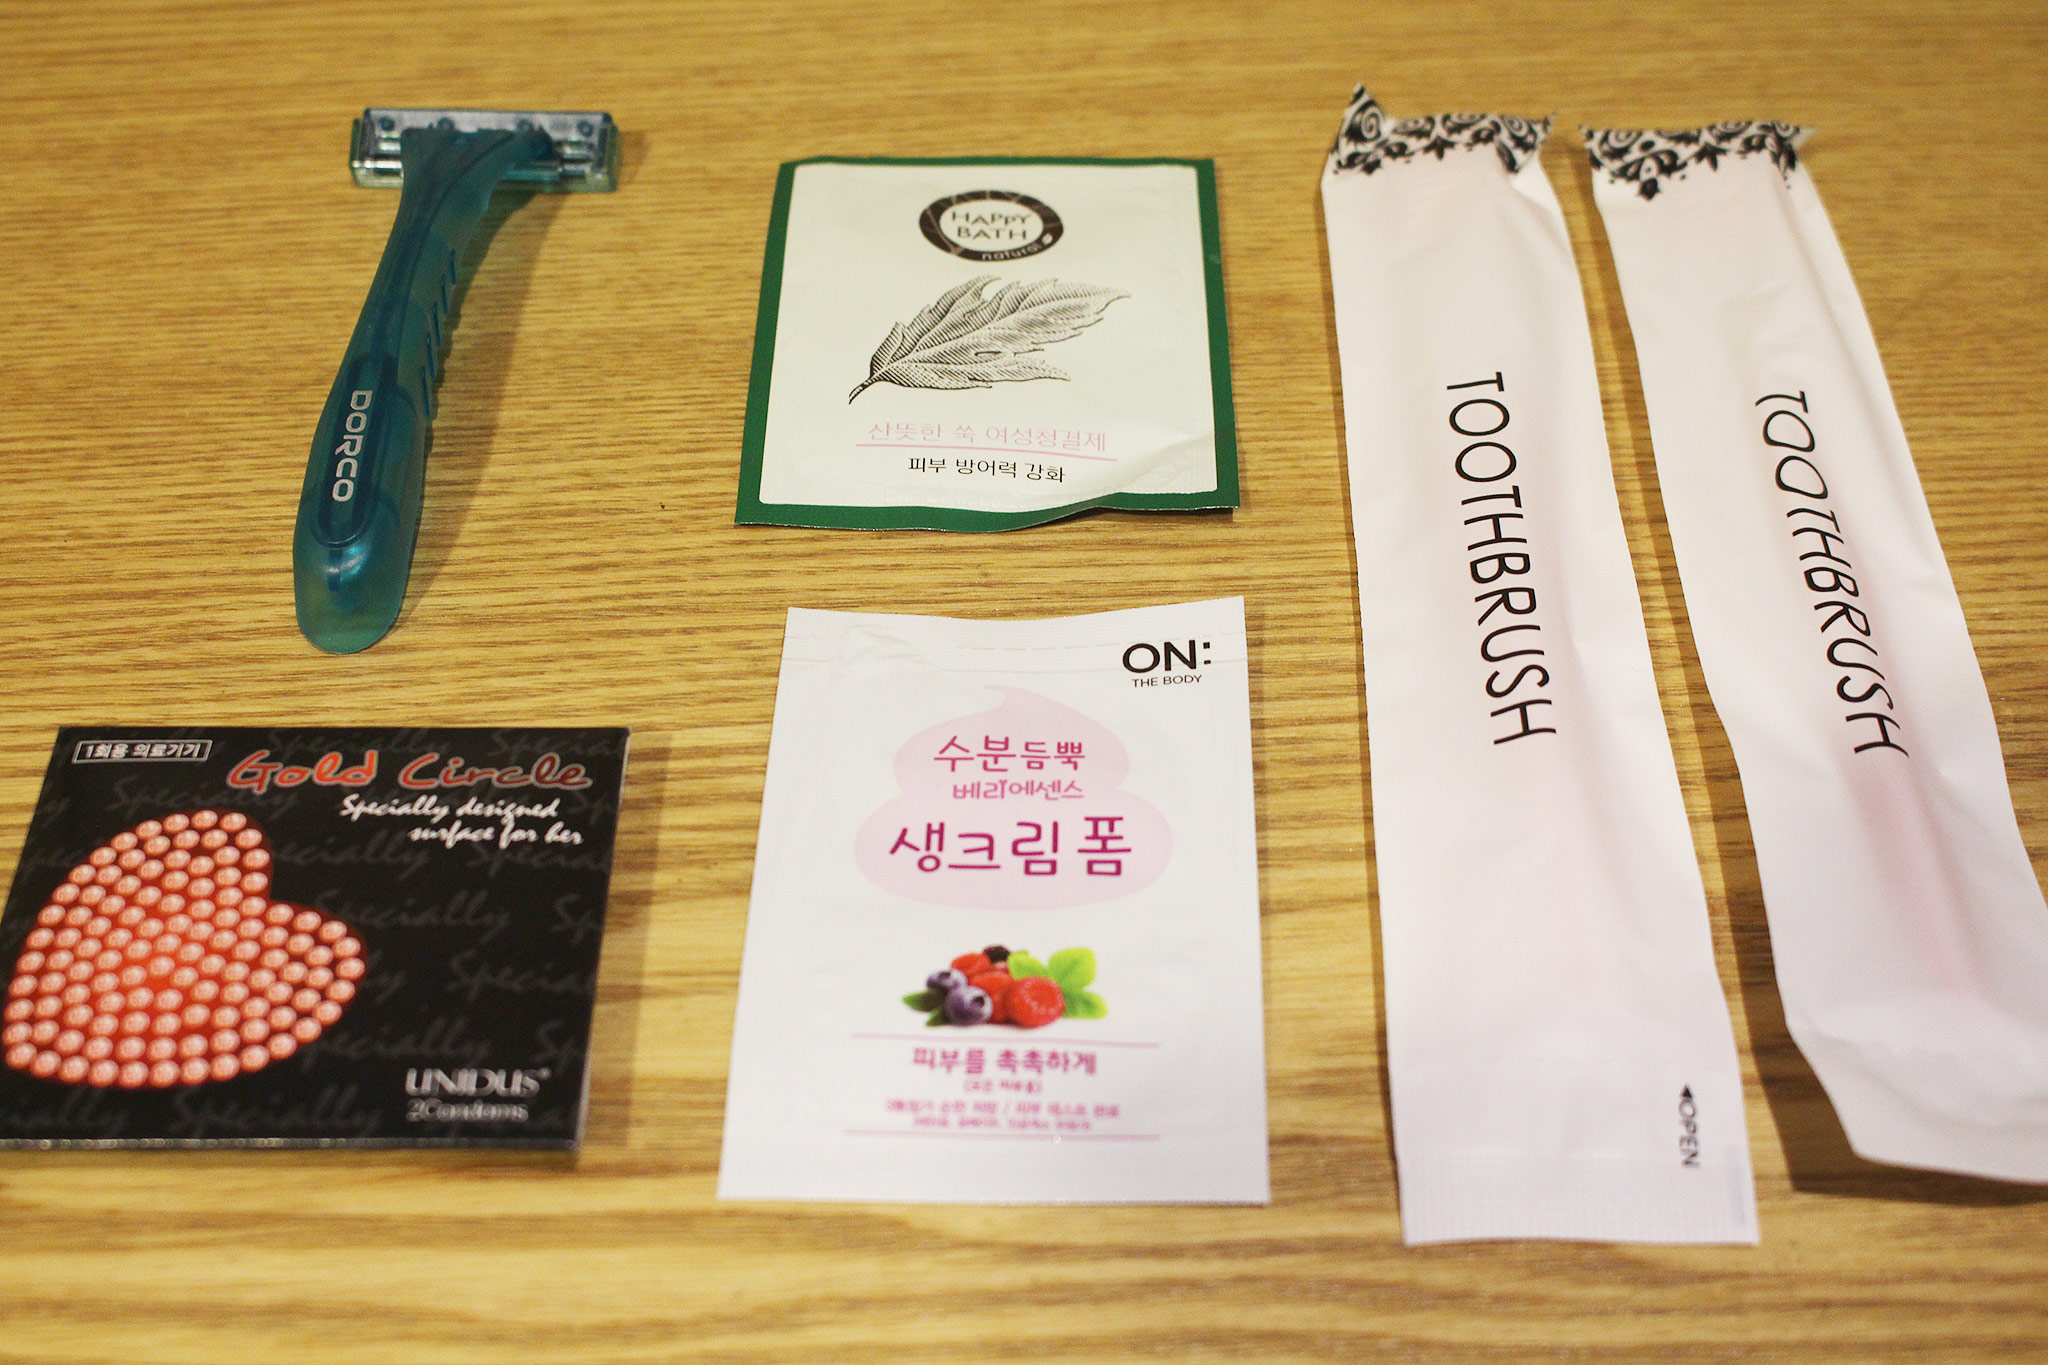 DORCO
HAPPY
BATH
natural
산뜻한 쑥 여성청결제
피부 방어력 강화
TOOTHBRUSH
OPEN
TOOTHBRUSH
1회용 의료기기
Gold Circle
Specially designed
surface for her
UNIDUS
2Condoms
ON:
THE BODY
수분듬뿍
베리에센스
생크림 폼
피부를 촉촉하게